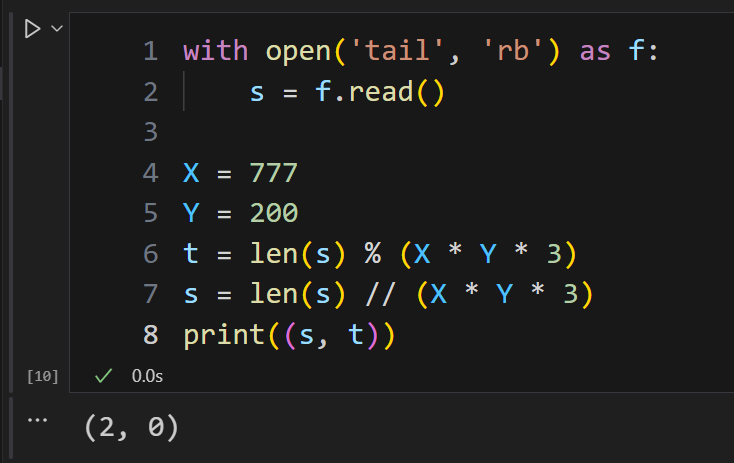 1 with open('tail', 'rb') as f:
2     s = f.read()
3
4 X = 777
5 Y = 200
6 t = len(s) % (X * Y * 3)
7 s = len(s) // (X * Y * 3)
8 print((s, t))
[10] ✓ 0.0s
... (2, 0)